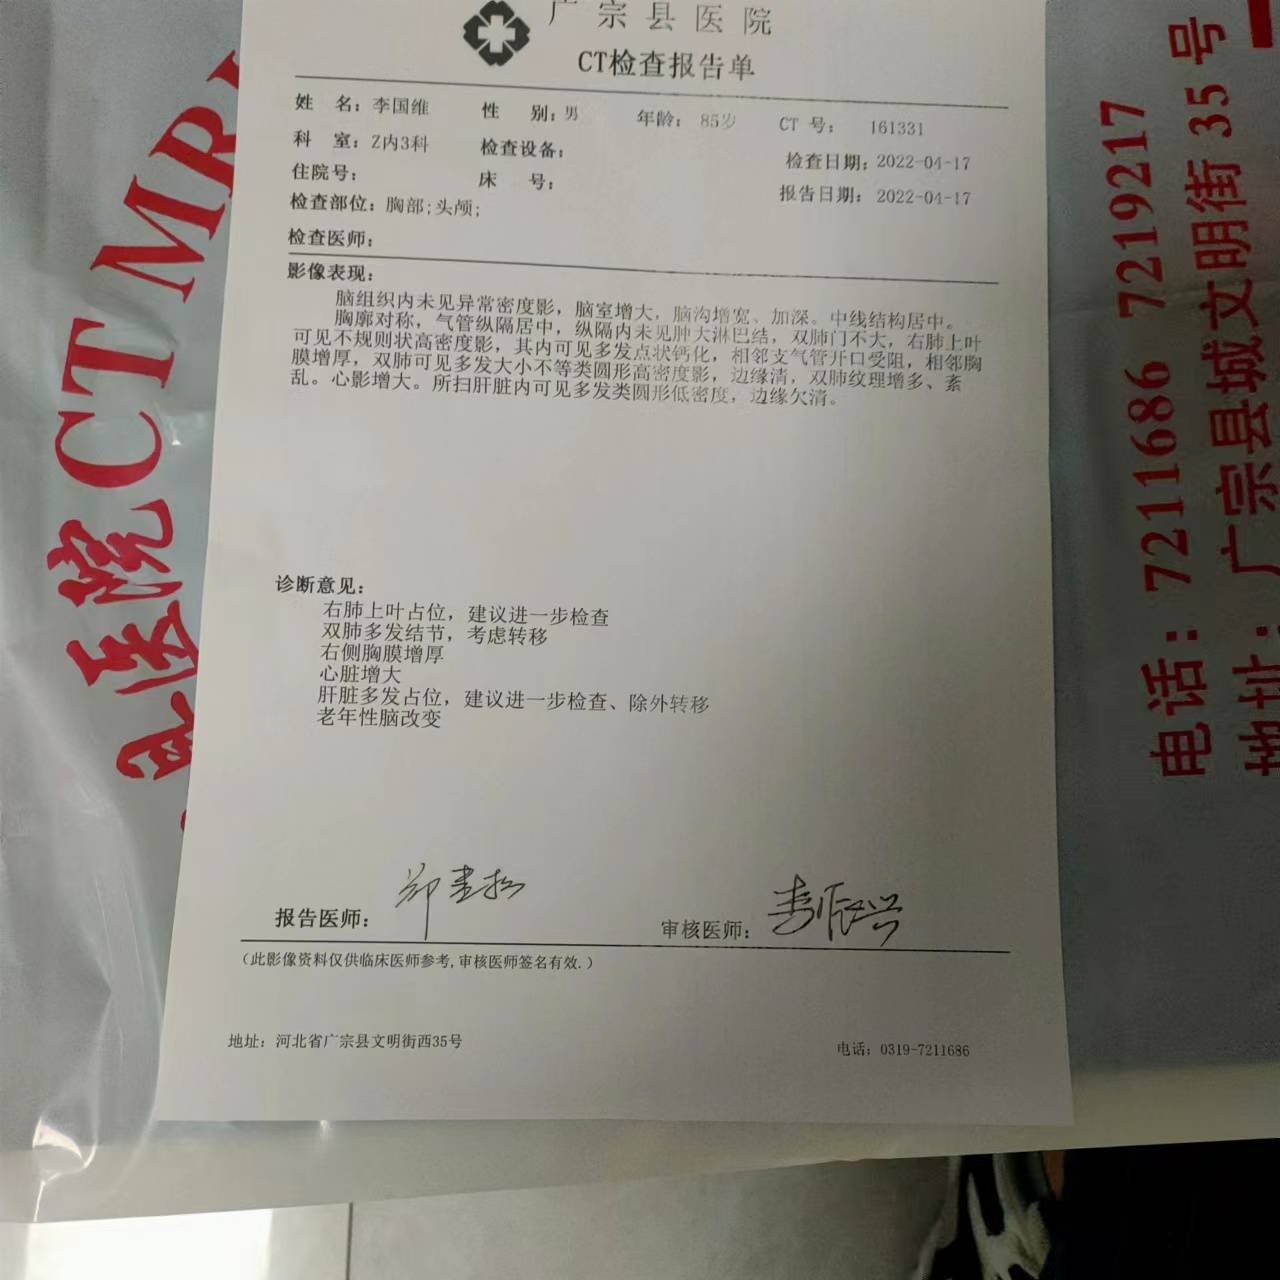 广宗县医院
CT检查报告单
姓 名：李国维 性 别：男 年龄：85岁 CT 号：161331
科 室：Z内3科 检查设备： 检查日期：2022-04-17
住院号： 床 号： 报告日期：2022-04-17
检查部位：胸部;头颅;
检查医师：
影像表现：
脑组织内未见异常密度影，脑室增大，脑沟增宽、加深。中线结构居中。
胸廓对称，气管纵隔居中，纵隔内未见肿大淋巴结，双肺门不大，右肺上叶
可见不规则状高密度影，其内可见多发点状钙化，相邻支气管开口受阻，相邻胸
膜增厚，双肺可见多发大小不等类圆形高密度影，边缘清，双肺纹理增多、紊
乱。心影增大。所扫肝脏内可见多发类圆形低密度，边缘欠清。
诊断意见：
右肺上叶占位，建议进一步检查
双肺多发结节，考虑转移
右侧胸膜增厚
心脏增大
肝脏多发占位，建议进一步检查、除外转移
老年性脑改变
报告医师： 审核医师：
（此影像资料仅供临床医师参考,审核医师签名有效.）
地址：河北省广宗县文明街西35号 电话：0319-7211686
医院CT MRI
电话：7211686 7219217
地址：广宗县城文明街 35 号